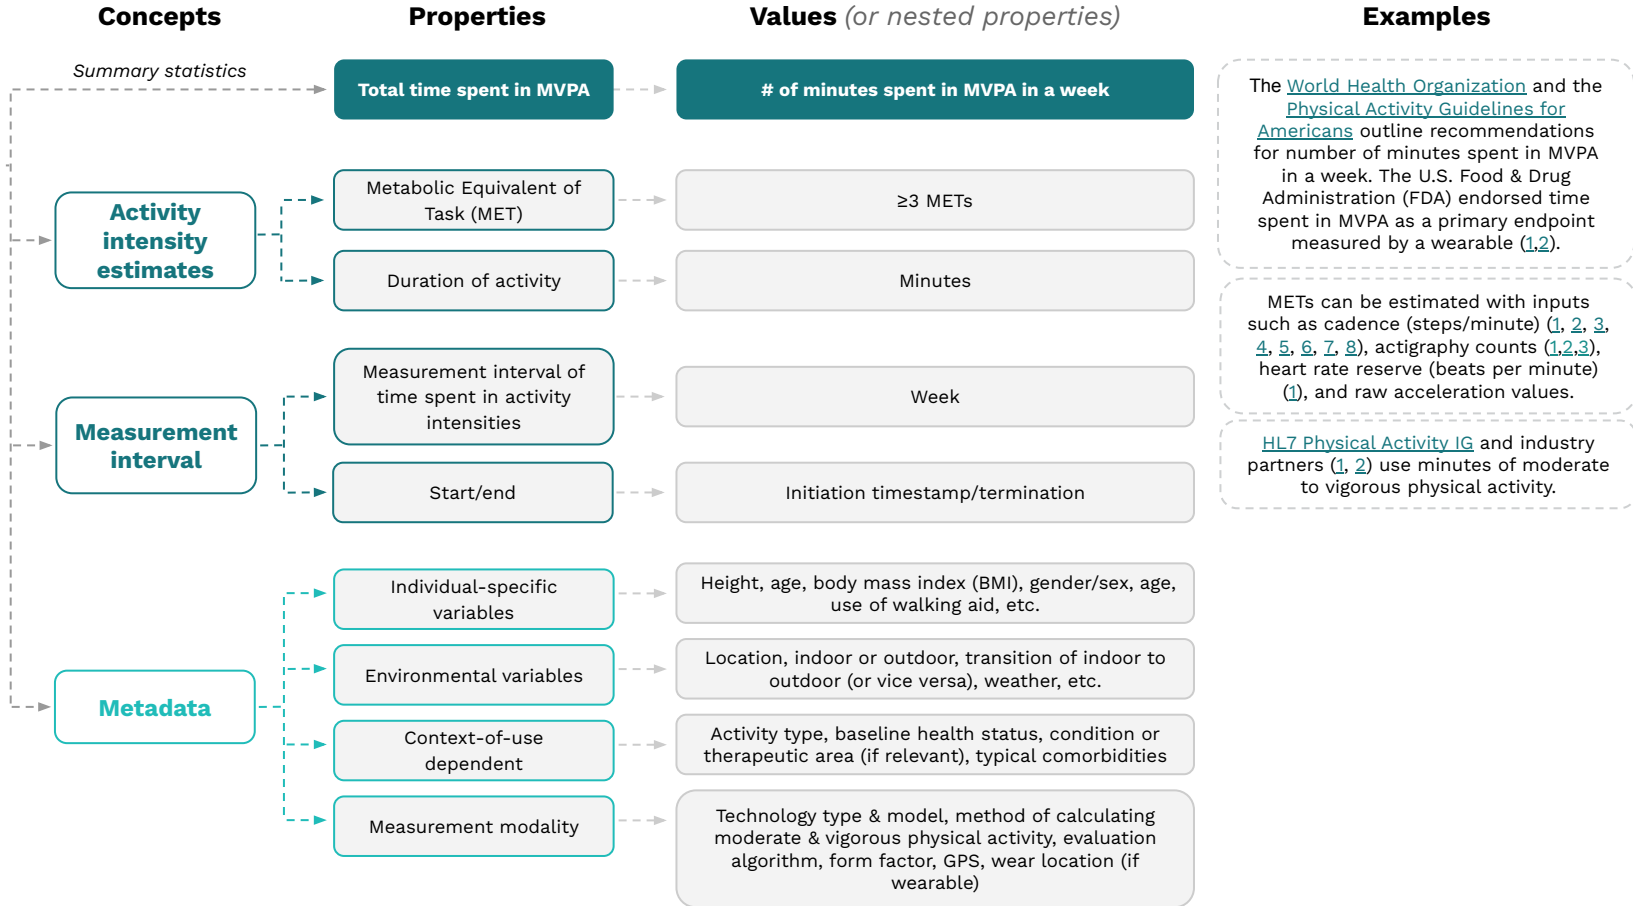 Concepts
Properties
Values (or nested properties)
Examples
Summary statistics
Total time spent in MVPA
# of minutes spent in MVPA in a week
Activity
intensity
estimates
Metabolic Equivalent of
Task (MET)
≥3 METs
Duration of activity
Minutes
Measurement
interval
Measurement interval of
time spent in activity
intensities
Week
Start/end
Initiation timestamp/termination
Metadata
Individual-specific
variables
Height, age, body mass index (BMI), gender/sex, age,
use of walking aid, etc.
Environmental variables
Location, indoor or outdoor, transition of indoor to
outdoor (or vice versa), weather, etc.
Context-of-use
dependent
Activity type, baseline health status, condition or
therapeutic area (if relevant), typical comorbidities
Measurement modality
Technology type & model, method of calculating
moderate & vigorous physical activity, evaluation
algorithm, form factor, GPS, wear location (if
wearable)
The World Health Organization and the
Physical Activity Guidelines for
Americans outline recommendations
for number of minutes spent in MVPA
in a week. The U.S. Food & Drug
Administration (FDA) endorsed time
spent in MVPA as a primary endpoint
measured by a wearable (1,2).
METs can be estimated with inputs
such as cadence (steps/minute) (1, 2, 3,
4, 5, 6, 7, 8), actigraphy counts (1,2,3),
heart rate reserve (beats per minute)
(1), and raw acceleration values.
HL7 Physical Activity IG and industry
partners (1, 2) use minutes of moderate
to vigorous physical activity.